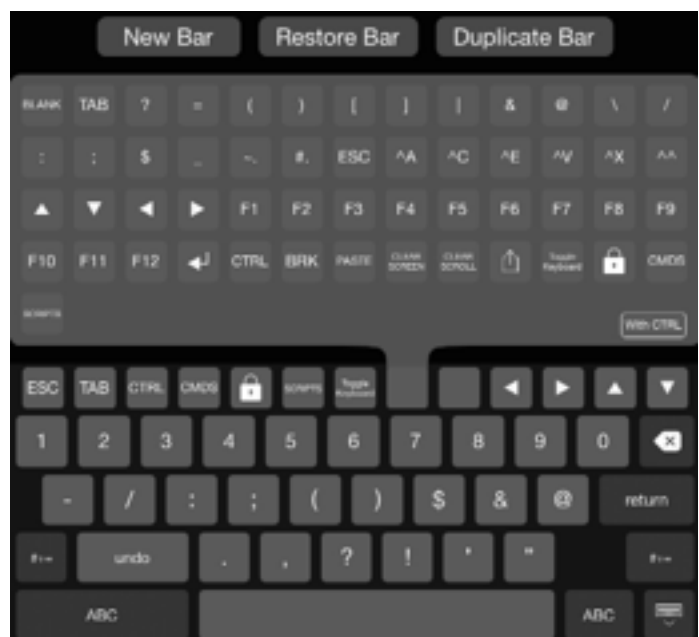 New Bar Restore Bar Duplicate Bar
BLANK TAB ? = ( ) [ ] | & @ \ /
: ; $ _ ~. #. ESC ^A ^C ^E ^V ^X ^^
▲ ▼ ◀ ▶ F1 F2 F3 F4 F5 F6 F7 F8 F9
F10 F11 F12 CTRL BRK PASTE CLEAR SCREEN CLEAR SCROLL Toggle Keyboard CMDS
SCRIPTS With CTRL
ESC TAB CTRL CMDS SCRIPTS Toggle Keyboard ◀ ▶ ▲ ▼
1 2 3 4 5 6 7 8 9 0
- / : ; ( ) $ & @ return
#+= undo . , ? ! ' " #+=
ABC ABC